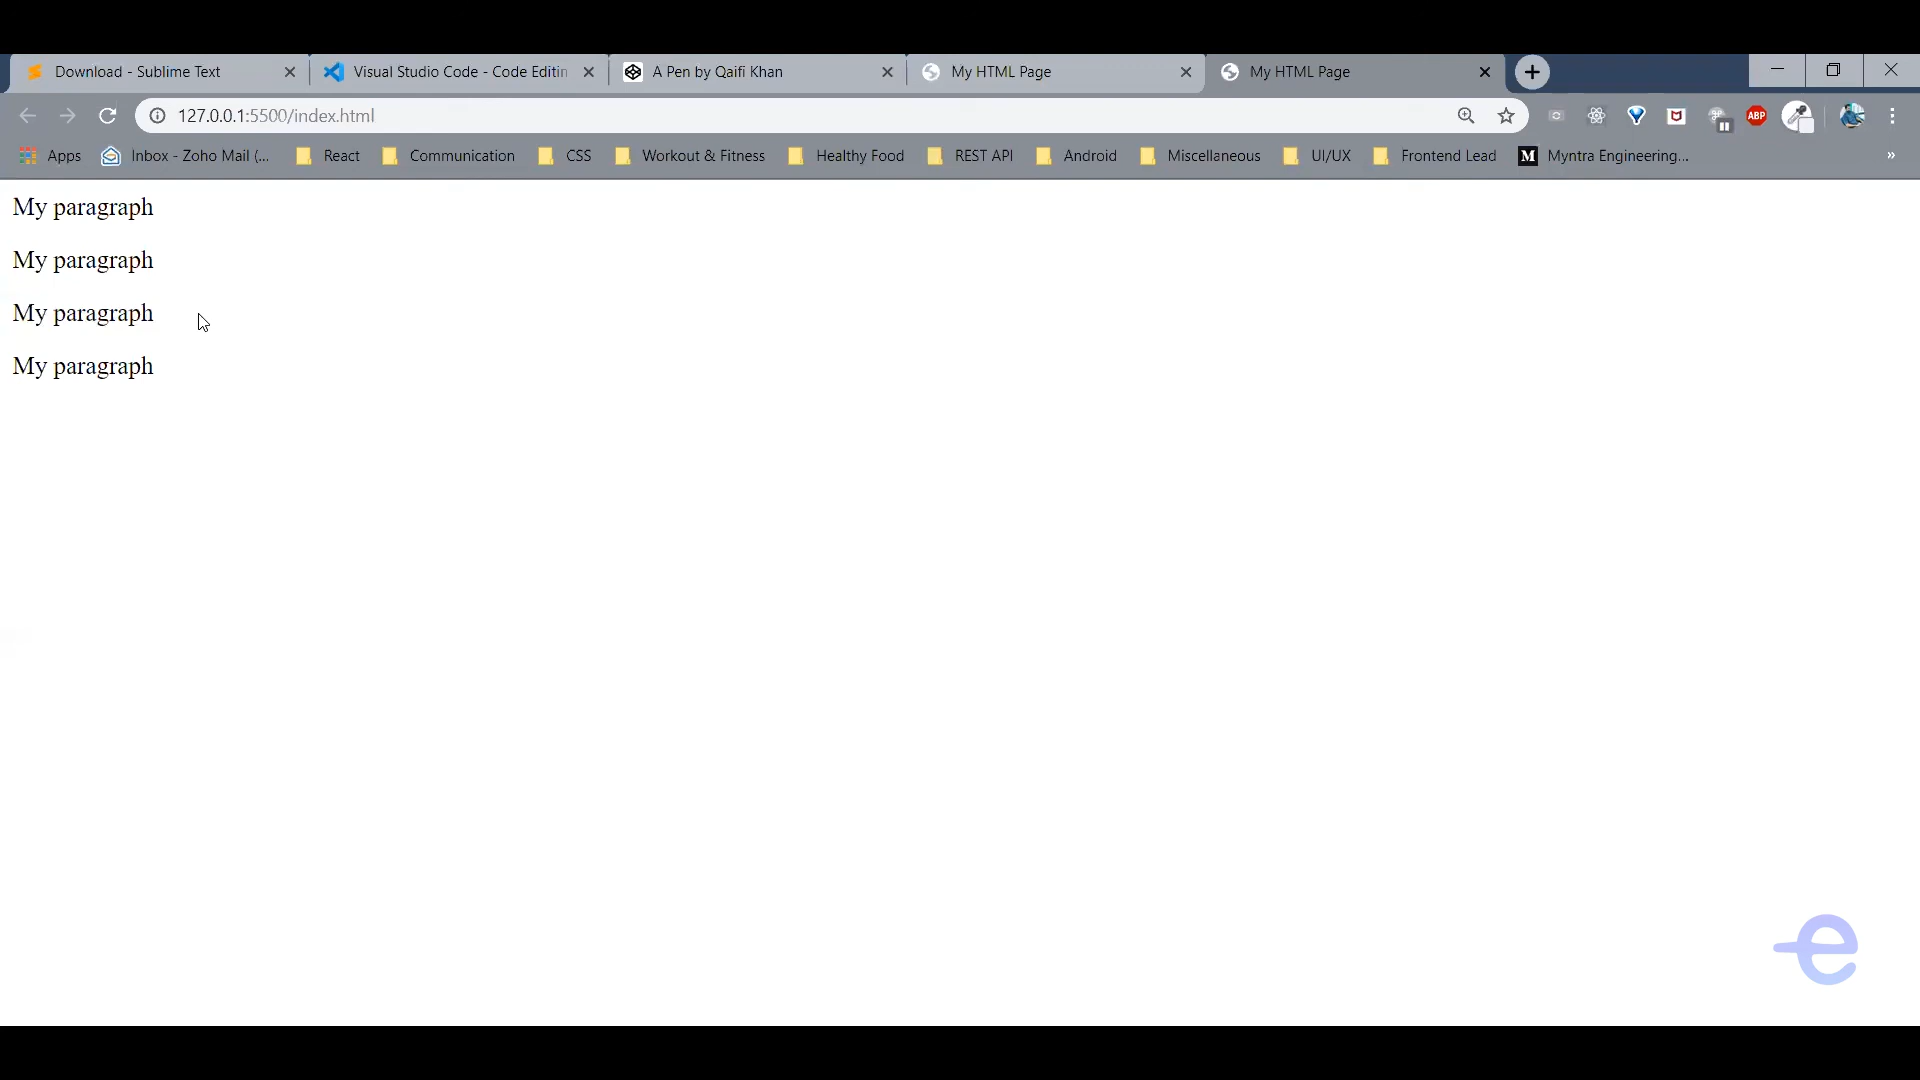 Download - Sublime Text
Visual Studio Code - Code Editin
A Pen by Qaifi Khan
My HTML Page
My HTML Page
127.0.0.1:5500/index.html
ABP
Apps
Inbox - Zoho Mail (...
React
Communication
CSS
Workout & Fitness
Healthy Food
REST API
Android
Miscellaneous
UI/UX
Frontend Lead
M
Myntra Engineering...
»
My paragraph
My paragraph
My paragraph
My paragraph
e